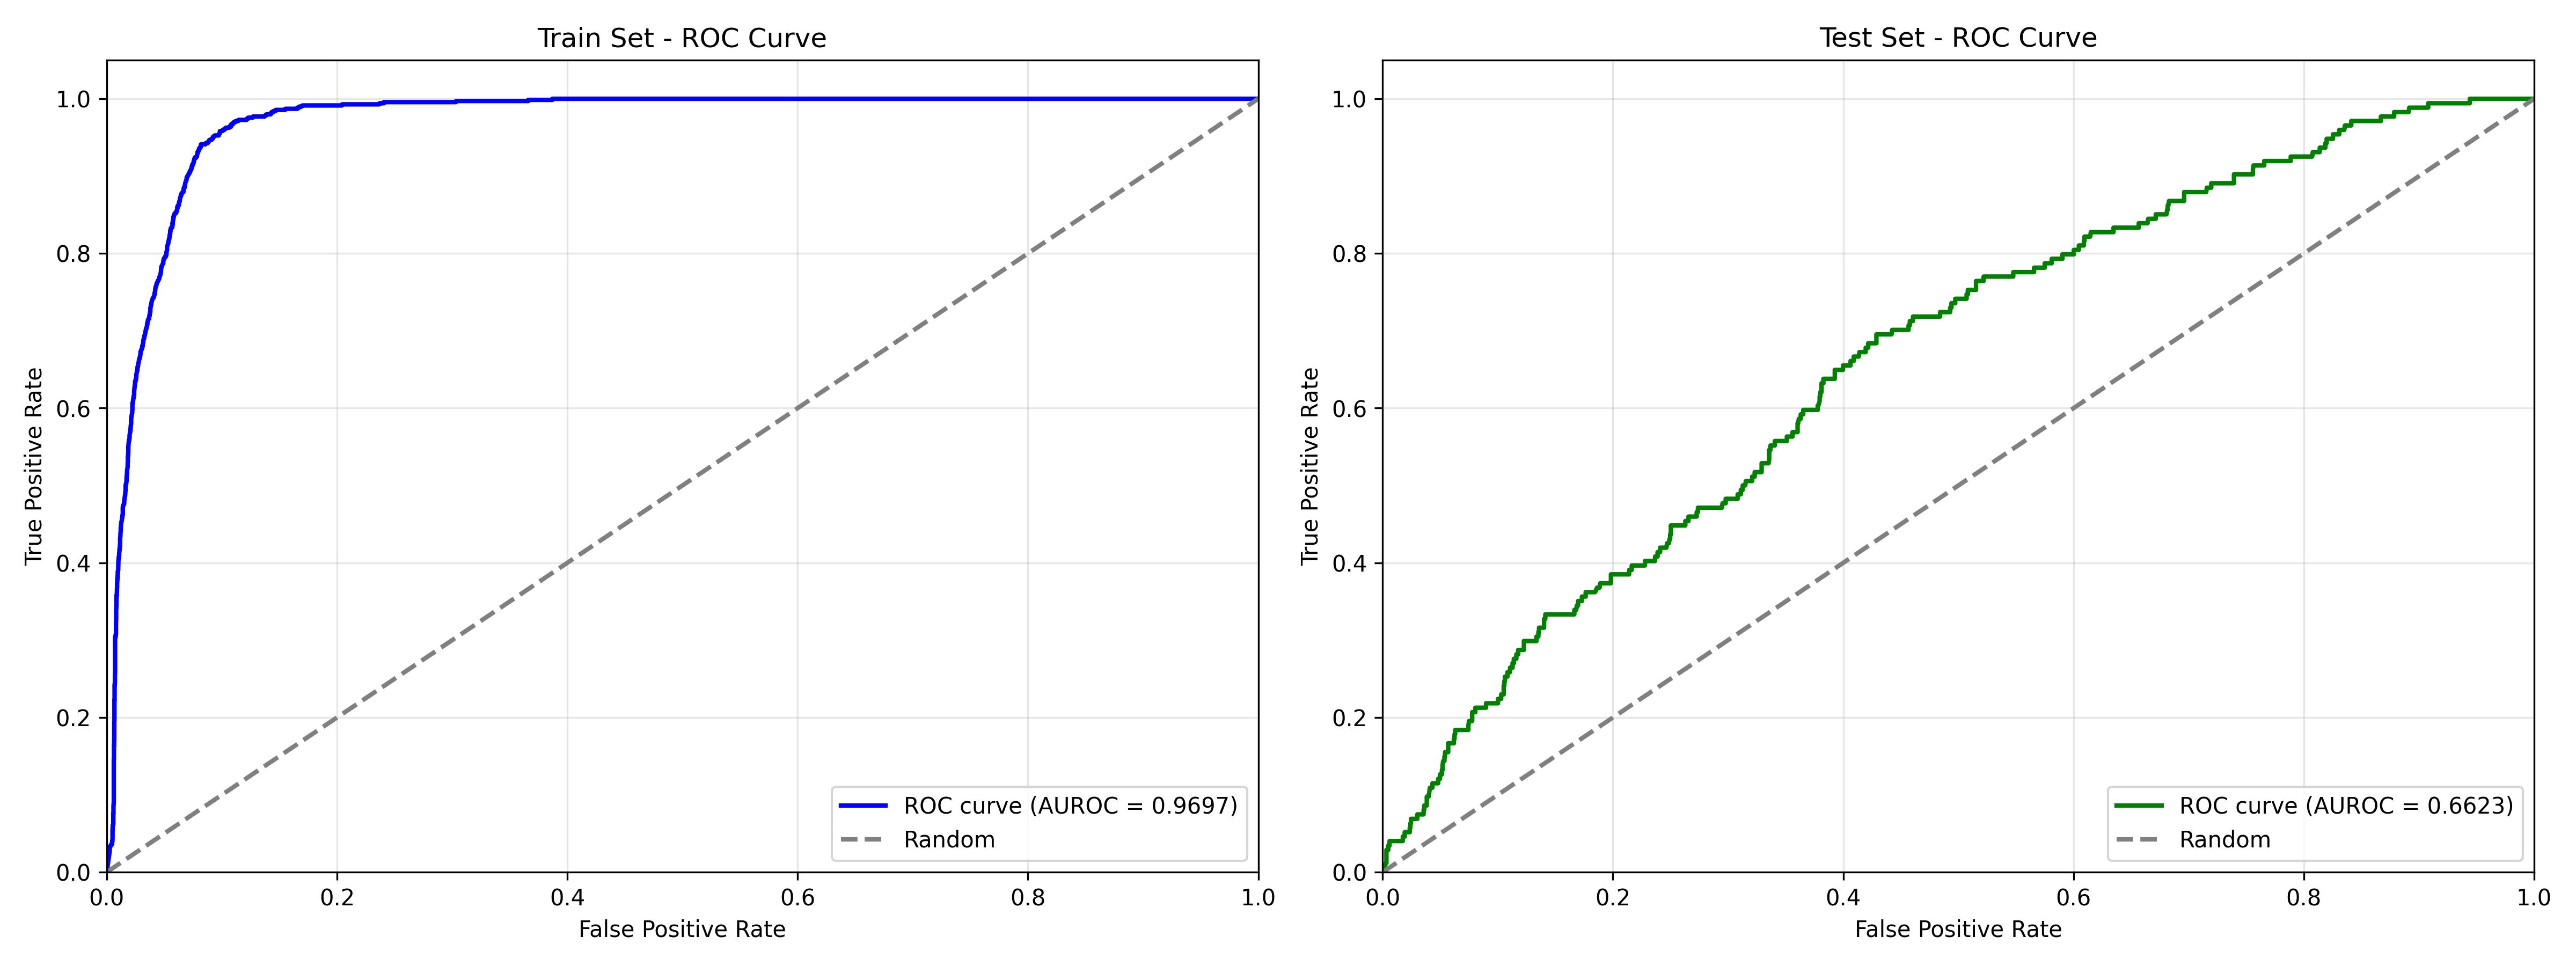 Train Set - ROC Curve
True Positive Rate
1.0
0.8
0.6
0.4
0.2
0.0
0.0 0.2 0.4 0.6 0.8 1.0
False Positive Rate
ROC curve (AUROC = 0.9697)
Random
Test Set - ROC Curve
True Positive Rate
1.0
0.8
0.6
0.4
0.2
0.0
0.0 0.2 0.4 0.6 0.8 1.0
False Positive Rate
ROC curve (AUROC = 0.6623)
Random